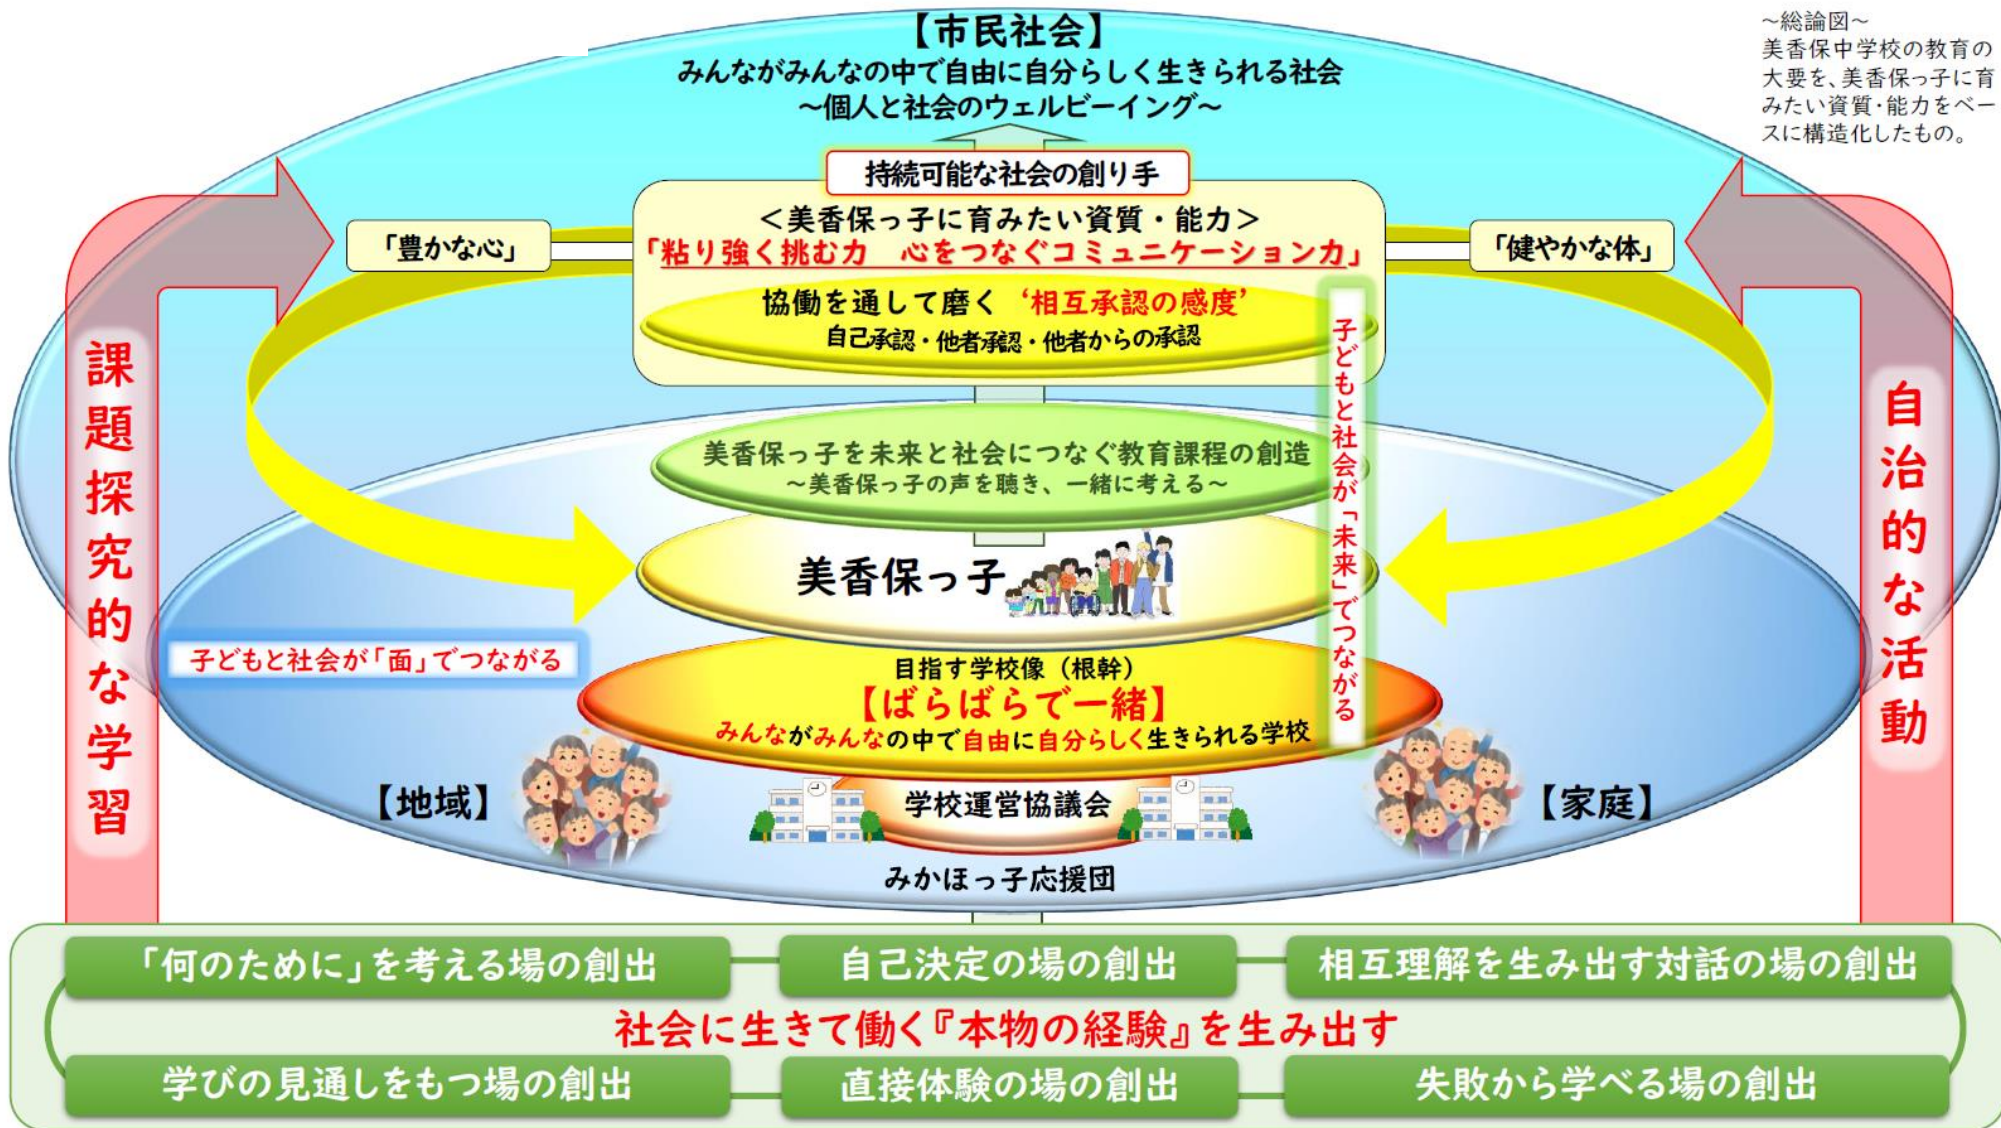 【市民社会】
みんながみんなの中で自由に自分らしく生きられる社会
～個人と社会のウェルビーイング～
～総論図～
美香保中学校の教育の
大要を、美香保っ子に育
みたい資質・能力をベー
スに構造化したもの。
持続可能な社会の創り手
＜美香保っ子に育みたい資質・能力＞
「粘り強く挑む力　心をつなぐコミュニケーション力」
「豊かな心」
「健やかな体」
協働を通して磨く ‘相互承認の感度’
自己承認・他者承認・他者からの承認
課題探究的な学習
自治的な活動
子どもと社会が「未来」でつながる
美香保っ子を未来と社会につなぐ教育課程の創造
～美香保っ子の声を聴き、一緒に考える～
美香保っ子
子どもと社会が「面」でつながる
目指す学校像（根幹）
【ばらばらで一緒】
みんながみんなの中で自由に自分らしく生きられる学校
【地域】
学校運営協議会
【家庭】
みかほっ子応援団
「何のために」を考える場の創出
自己決定の場の創出
相互理解を生み出す対話の場の創出
社会に生きて働く『本物の経験』を生み出す
学びの見通しをもつ場の創出
直接体験の場の創出
失敗から学べる場の創出